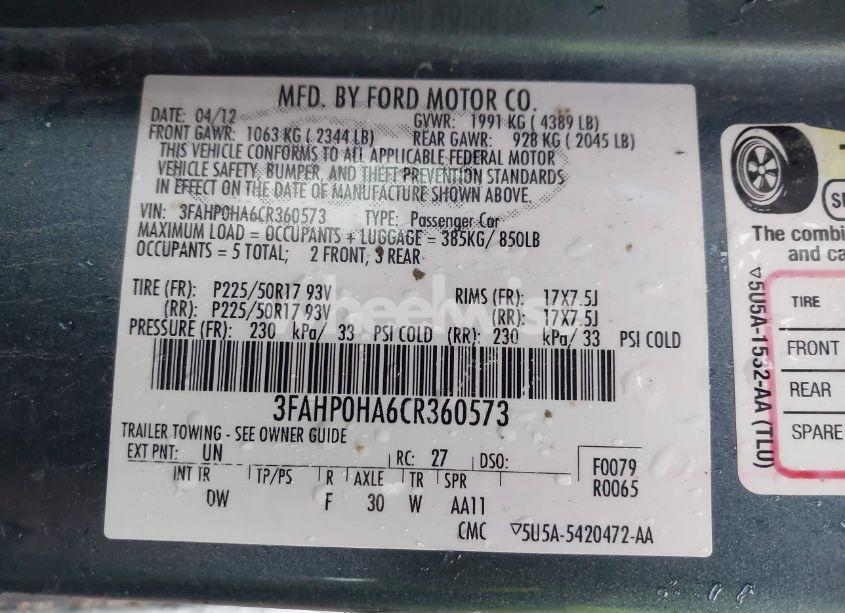 MFD. BY FORD MOTOR CO.
DATE: 04/12 GVWR: 1991 KG ( 4389 LB)
FRONT GAWR: 1063 KG ( 2344 LB) REAR GAWR: 928 KG ( 2045 LB)
THIS VEHICLE CONFORMS TO ALL APPLICABLE FEDERAL MOTOR
VEHICLE SAFETY, BUMPER, AND THEFT PREVENTION STANDARDS
IN EFFECT ON THE DATE OF MANUFACTURE SHOWN ABOVE.
VIN: 3FAHP0HA6CR360573 TYPE: Passenger Car
MAXIMUM LOAD = OCCUPANTS + LUGGAGE = 385KG/ 850LB
OCCUPANTS = 5 TOTAL; 2 FRONT, 3 REAR
TIRE (FR): P225/50R17 93V RIMS (FR): 17X7.5J
(RR): P225/50R17 93V (RR): 17X7.5J
PRESSURE (FR): 230 kPa/ 33 PSI COLD (RR): 230 kPa/ 33 PSI COLD
3FAHP0HA6CR360573
TRAILER TOWING - SEE OWNER GUIDE
EXT PNT: UN RC: 27 DSO: F0079
INT TR TP/PS R AXLE TR SPR R0065
DW F 30 W AA11
CMC ▽5U5A-5420472-AA
The combi
and ca
▽5U5A-1532-AA (TLU)
TIRE
FRONT
REAR
SPARE